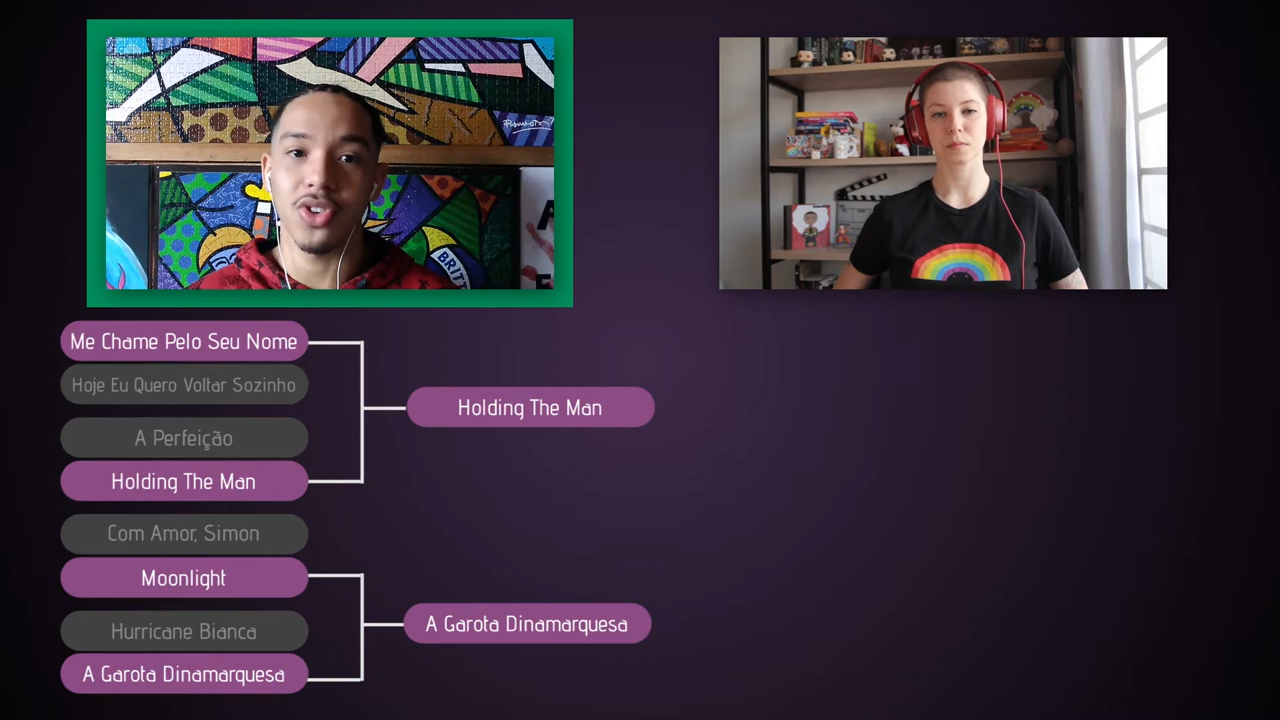 BRITT
Me Chame Pelo Seu Nome
Hoje Eu Quero Voltar Sozinho
A Perfeição
Holding The Man
Com Amor, Simon
Moonlight
Hurricane Bianca
A Garota Dinamarquesa
Holding The Man
A Garota Dinamarquesa